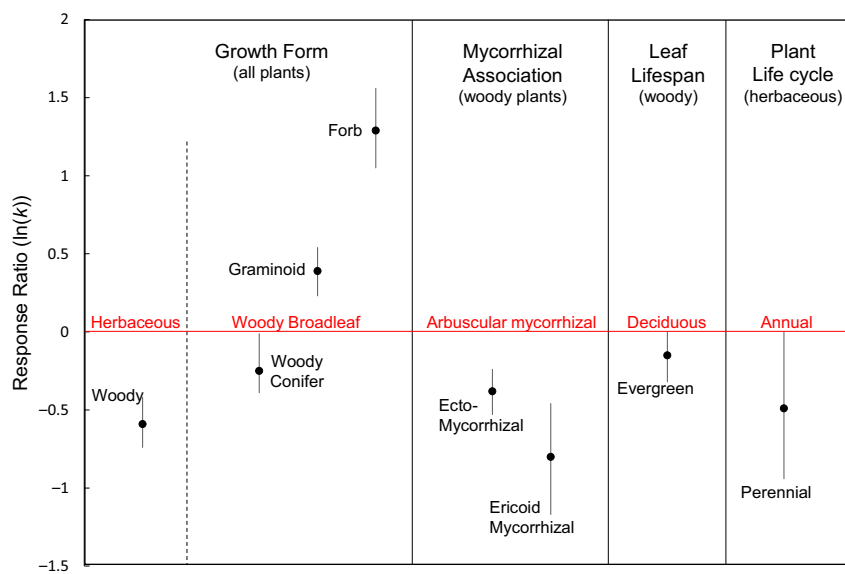 Response Ratio (ln(k))
2
1.5
1
0.5
0
−0.5
−1
−1.5
Growth Form
(all plants)
Forb
Graminoid
Herbaceous
Woody Broadleaf
Woody
Woody
Conifer
Mycorrhizal
Association
(woody plants)
Arbuscular mycorrhizal
Ecto-
Mycorrhizal
Ericoid
Mycorrhizal
Leaf
Lifespan
(woody)
Deciduous
Evergreen
Plant
Life cycle
(herbaceous)
Annual
Perennial